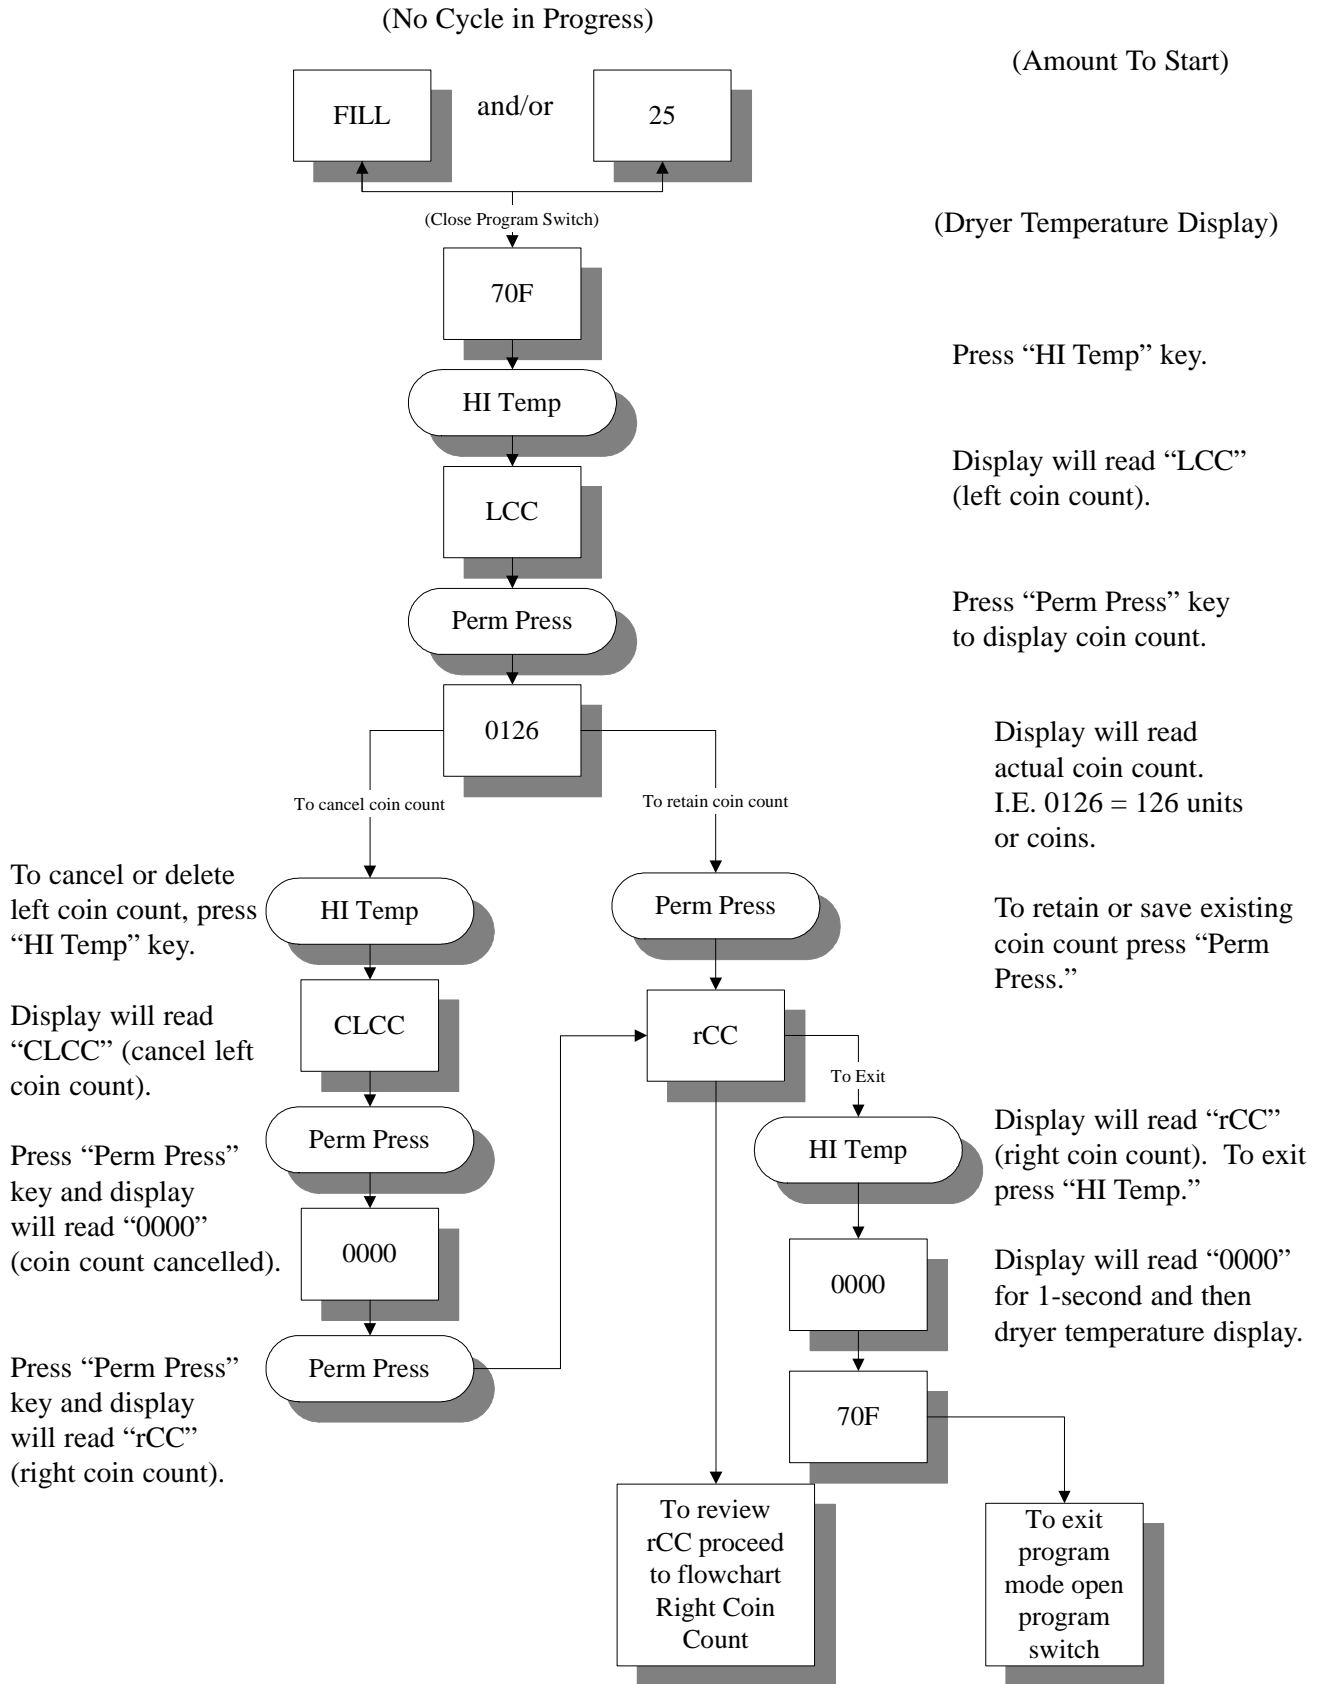 (No Cycle in Progress)
(Amount To Start)
FILL
and/or
25
(Close Program Switch)
(Dryer Temperature Display)
70F
Press “HI Temp” key.
HI Temp
Display will read “LCC”
(left coin count).
LCC
Press “Perm Press” key
to display coin count.
Perm Press
0126
Display will read
actual coin count.
I.E. 0126 = 126 units
or coins.
To cancel coin count
To retain coin count
To cancel or delete
left coin count, press
“HI Temp” key.
HI Temp
Perm Press
To retain or save existing
coin count press “Perm
Press.”
Display will read
“CLCC” (cancel left
coin count).
CLCC
rCC
To Exit
Press “Perm Press”
key and display
will read “0000”
(coin count cancelled).
Perm Press
HI Temp
Display will read “rCC”
(right coin count).  To exit
press “HI Temp.”
0000
0000
Display will read “0000”
for 1-second and then
dryer temperature display.
Press “Perm Press”
key and display
will read “rCC”
(right coin count).
Perm Press
70F
To review
rCC proceed
to flowchart
Right Coin
Count
To exit
program
mode open
program
switch